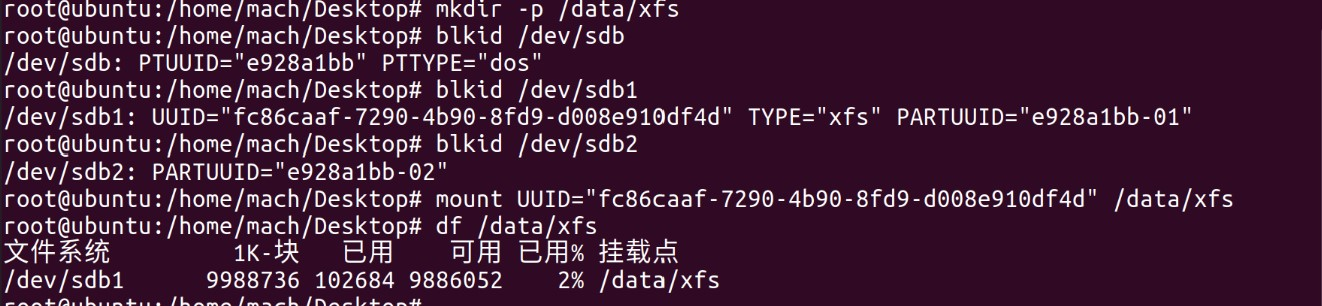 root@ubuntu:/home/mach/Desktop# mkdir -p /data/xfs
root@ubuntu:/home/mach/Desktop# blkid /dev/sdb
/dev/sdb: PTUUID="e928a1bb" PTTYPE="dos"
root@ubuntu:/home/mach/Desktop# blkid /dev/sdb1
/dev/sdb1: UUID="fc86caaf-7290-4b90-8fd9-d008e910df4d" TYPE="xfs" PARTUUID="e928a1bb-01"
root@ubuntu:/home/mach/Desktop# blkid /dev/sdb2
/dev/sdb2: PARTUUID="e928a1bb-02"
root@ubuntu:/home/mach/Desktop# mount UUID="fc86caaf-7290-4b90-8fd9-d008e910df4d" /data/xfs
root@ubuntu:/home/mach/Desktop# df /data/xfs
文件系统 1K-块 已用 可用 已用% 挂载点
/dev/sdb1 9988736 102684 9886052 2% /data/xfs
root@ubuntu:/home/mach/Desktop#